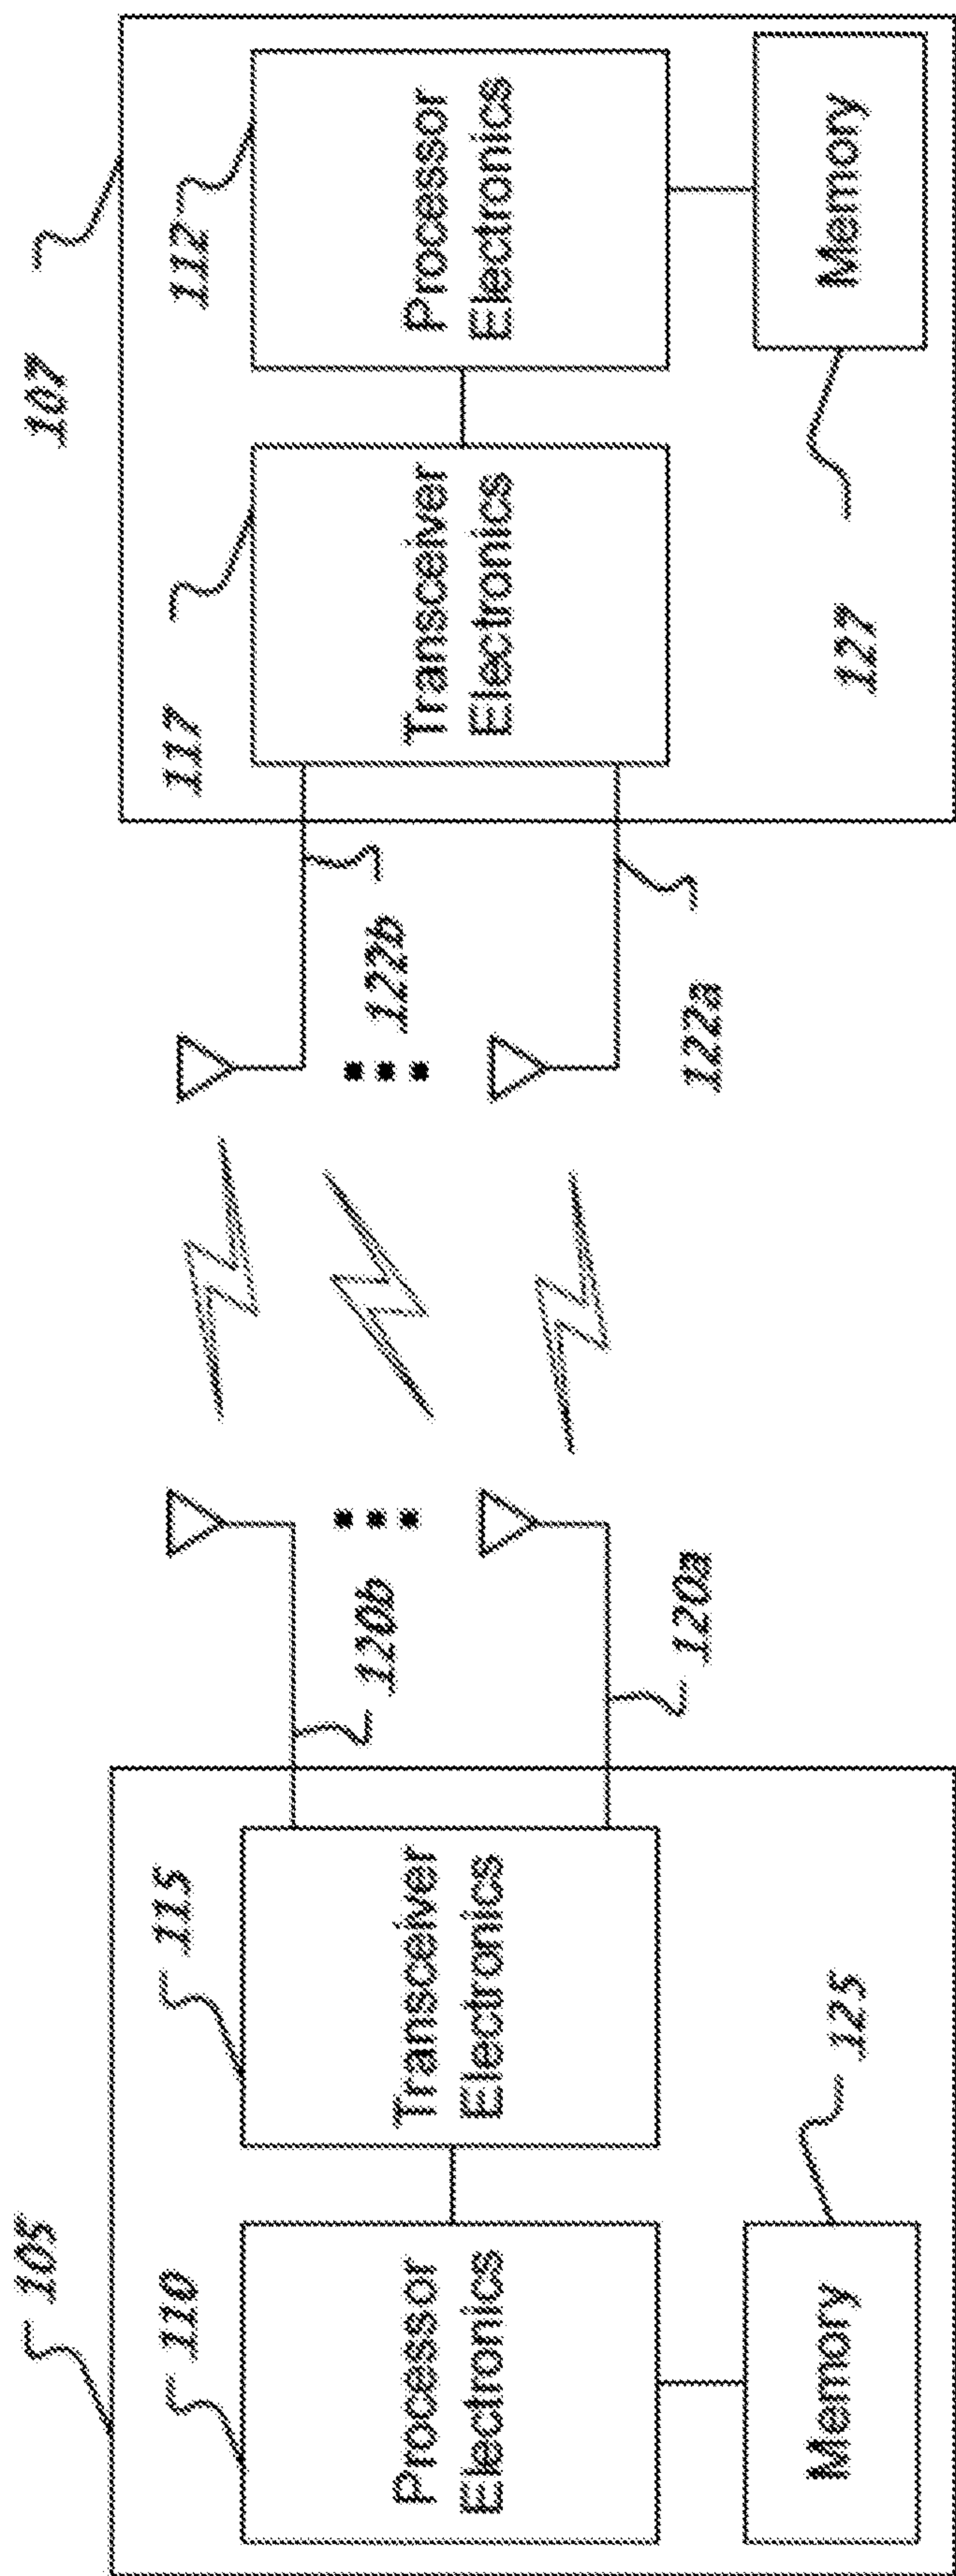 105
110
Processor
Electronics
115
Transceiver
Electronics
Memory
125
120b
120a
107
117
Transceiver
Electronics
112
Processor
Electronics
122b
122a
127
Memory